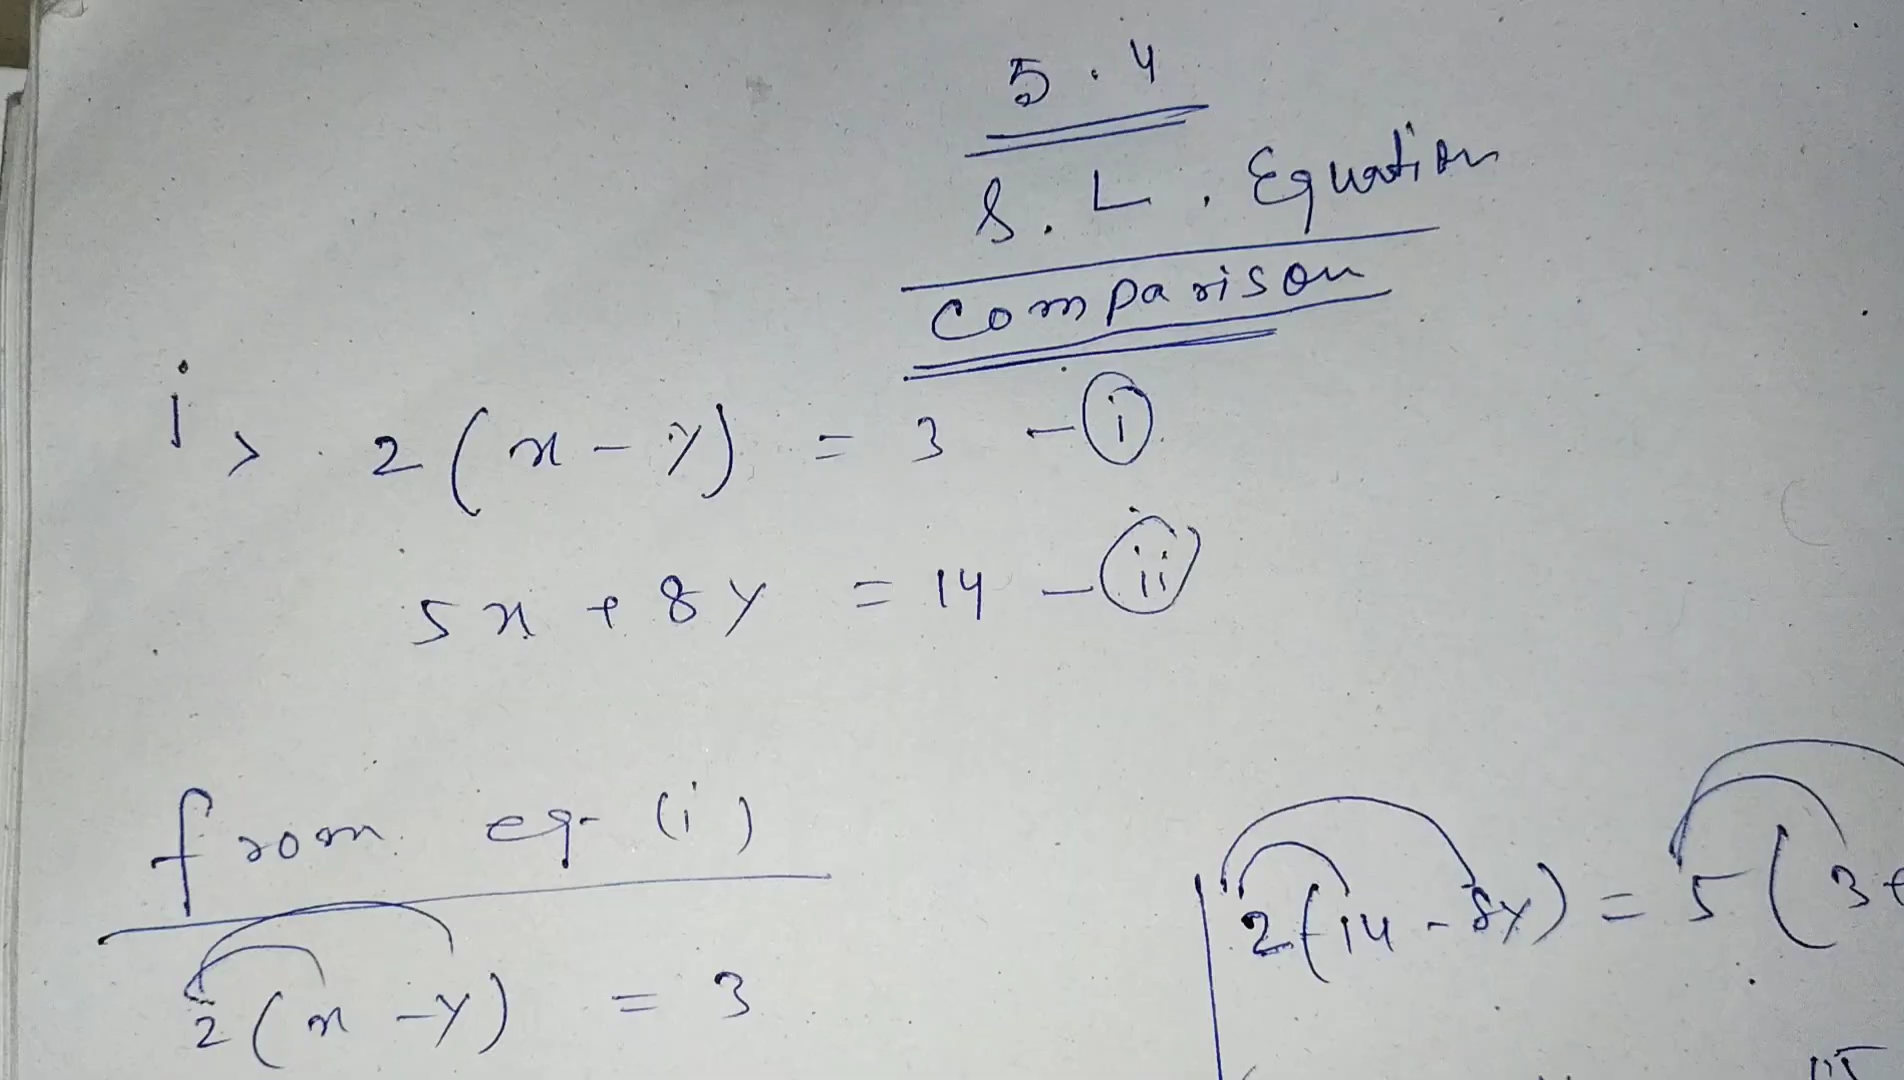 5.4
S.L. Equation
Comparison
i> 2(x-y) = 3 -(i)
5x + 8y = 14 -(ii)
from eq- (i)
2(x-y) = 3
2(14-8y) = 5(3+
15